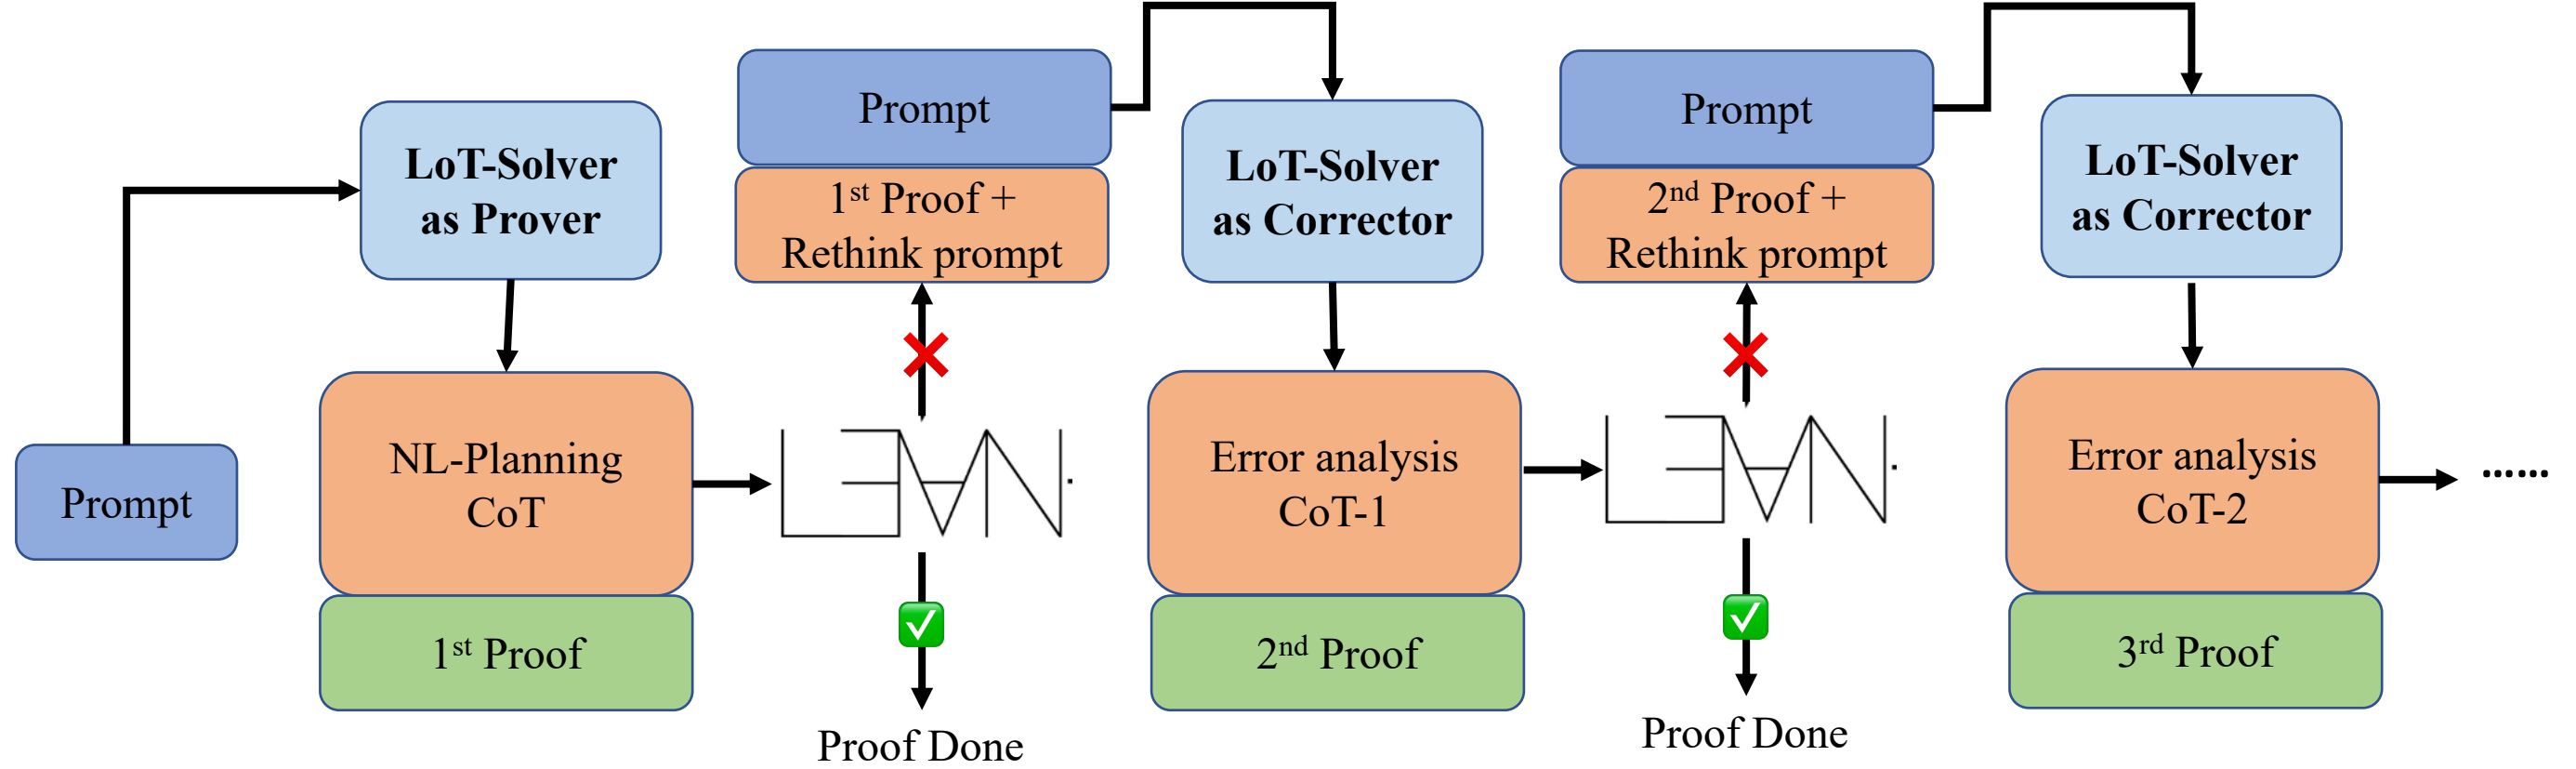 Prompt
LoT-Solver
as Prover
NL-Planning
CoT
1st Proof
Prompt
1st Proof +
Rethink prompt
LEAN.
Proof Done
LoT-Solver
as Corrector
Error analysis
CoT-1
2nd Proof
Prompt
2nd Proof +
Rethink prompt
LEAN.
Proof Done
LoT-Solver
as Corrector
Error analysis
CoT-2
3rd Proof
......